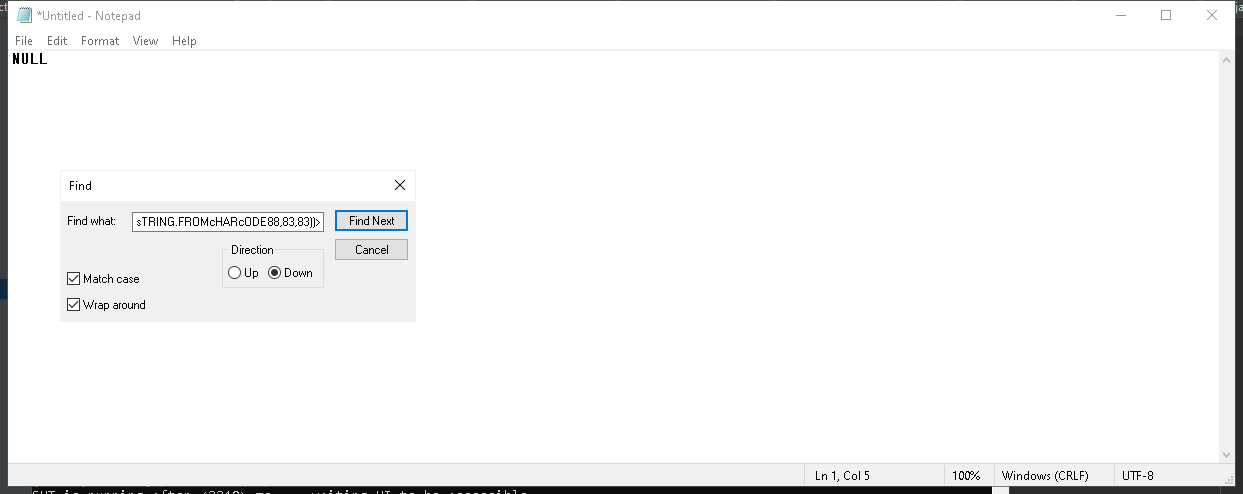 *Untitled - Notepad
File Edit Format View Help
NULL
Find
Find what: sTRING.FROMcHARcODE88,83,83))> Find Next
Direction Cancel
Up Down
Match case
Wrap around
Ln 1, Col 5 100% Windows (CRLF) UTF-8